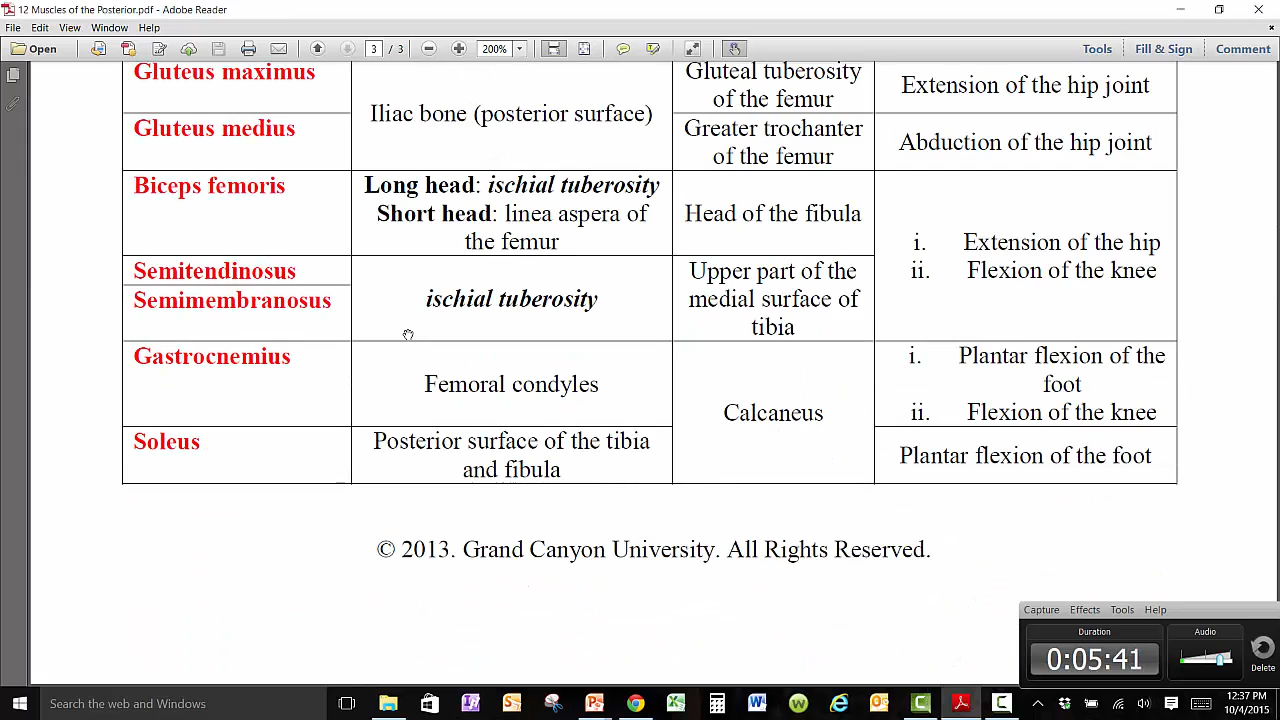 12 Muscles of the Posterior.pdf - Adobe Reader
File Edit View Window Help
Open 3 / 3 200% Tools Fill & Sign Comment
Gluteus maximus
Iliac bone (posterior surface)
Gluteal tuberosity
of the femur
Extension of the hip joint
Gluteus medius
Greater trochanter
of the femur
Abduction of the hip joint
Biceps femoris
Long head: ischial tuberosity
Short head: linea aspera of
the femur
Head of the fibula
i. Extension of the hip
ii. Flexion of the knee
Semitendinosus
Semimembranosus
ischial tuberosity
Upper part of the
medial surface of
tibia
Gastrocnemius
Femoral condyles
Calcaneus
i. Plantar flexion of the
foot
ii. Flexion of the knee
Soleus
Posterior surface of the tibia
and fibula
Plantar flexion of the foot
© 2013. Grand Canyon University. All Rights Reserved.
Capture Effects Tools Help
Duration
0:05:41
Audio
Delete
Search the web and Windows
12:37 PM
10/4/2015